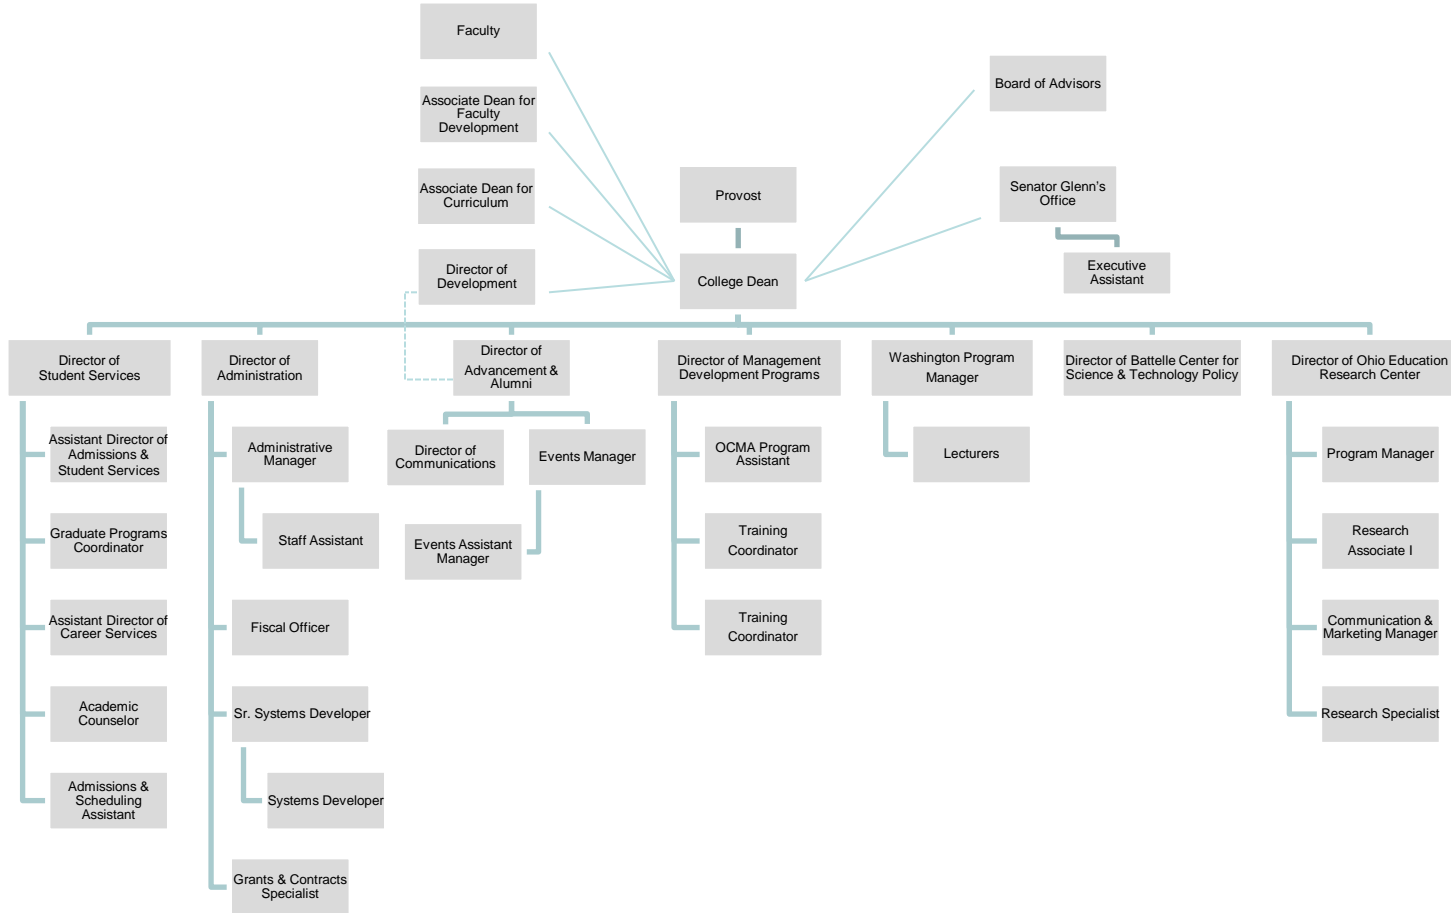 Faculty
Associate Dean for
Faculty
Development
Associate Dean for
Curriculum
Director of
Development
Provost
College Dean
Board of Advisors
Senator Glenn's
Office
Executive
Assistant
Director of
Student Services
Assistant Director of
Admissions &
Student Services
Graduate Programs
Coordinator
Assistant Director of
Career Services
Academic
Counselor
Admissions &
Scheduling
Assistant
Director of
Administration
Administrative
Manager
Staff Assistant
Fiscal Officer
Sr. Systems Developer
Systems Developer
Grants & Contracts
Specialist
Director of
Advancement &
Alumni
Director of
Communications
Events Manager
Events Assistant
Manager
Director of Management
Development Programs
OCMA Program
Assistant
Training
Coordinator
Training
Coordinator
Washington Program
Manager
Lecturers
Director of Battelle Center for
Science & Technology Policy
Director of Ohio Education
Research Center
Program Manager
Research
Associate I
Communication &
Marketing Manager
Research Specialist